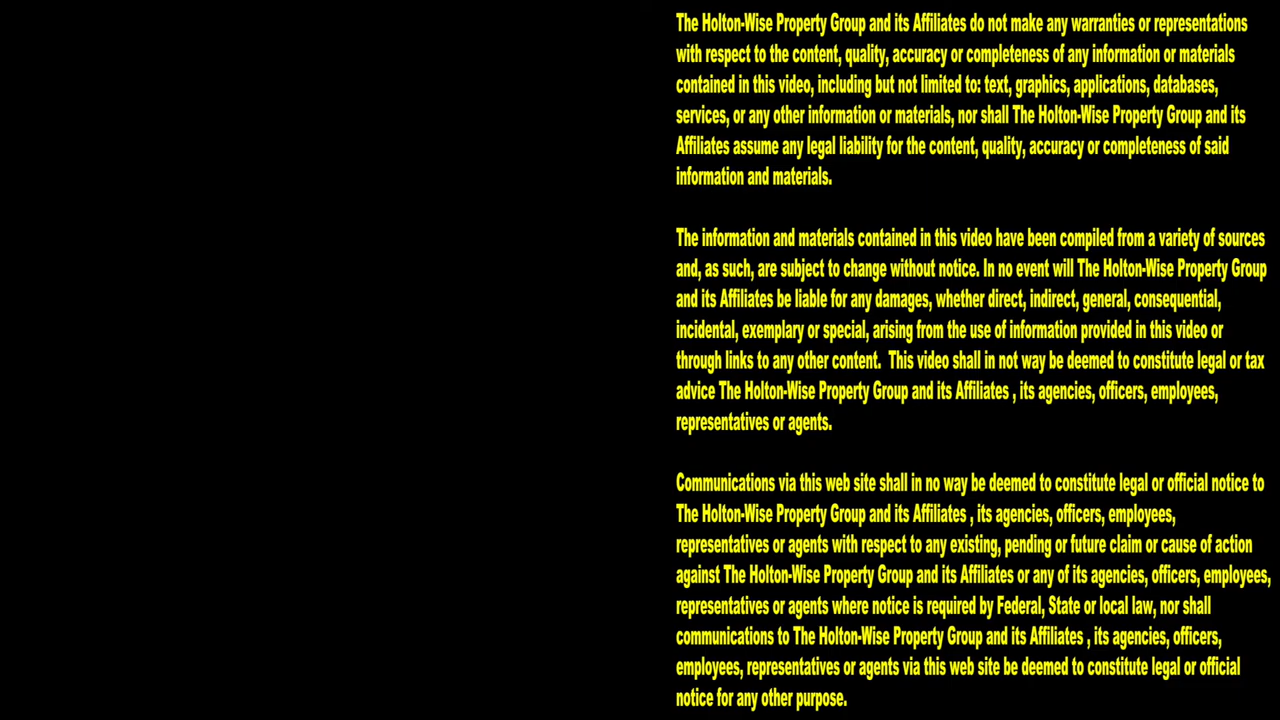 The Holton-Wise Property Group and its Affiliates do not make any warranties or representations
with respect to the content, quality, accuracy or completeness of any information or materials
contained in this video, including but not limited to: text, graphics, applications, databases,
services, or any other information or materials, nor shall The Holton-Wise Property Group and its
Affiliates assume any legal liability for the content, quality, accuracy or completeness of said
information and materials.
The information and materials contained in this video have been compiled from a variety of sources
and, as such, are subject to change without notice. In no event will The Holton-Wise Property Group
and its Affiliates be liable for any damages, whether direct, indirect, general, consequential,
incidental, exemplary or special, arising from the use of information provided in this video or
through links to any other content.  This video shall in not way be deemed to constitute legal or tax
advice The Holton-Wise Property Group and its Affiliates , its agencies, officers, employees,
representatives or agents.
Communications via this web site shall in no way be deemed to constitute legal or official notice to
The Holton-Wise Property Group and its Affiliates , its agencies, officers, employees,
representatives or agents with respect to any existing, pending or future claim or cause of action
against The Holton-Wise Property Group and its Affiliates or any of its agencies, officers, employees,
representatives or agents where notice is required by Federal, State or local law, nor shall
communications to The Holton-Wise Property Group and its Affiliates , its agencies, officers,
employees, representatives or agents via this web site be deemed to constitute legal or official
notice for any other purpose.